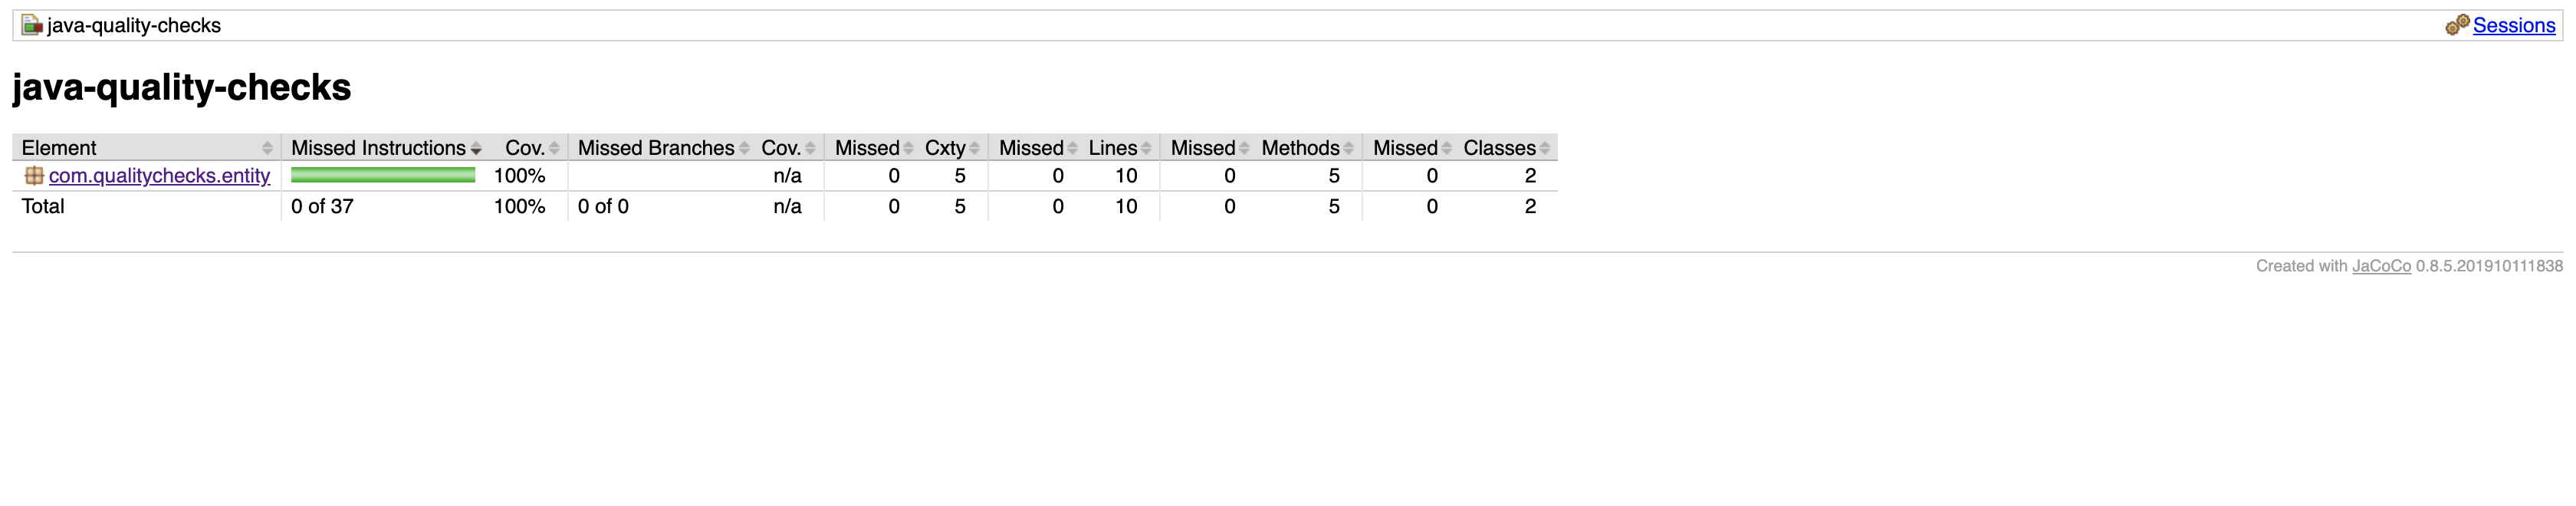 java-quality-checks Sessions
java-quality-checks
Element Missed Instructions Cov. Missed Branches Cov. Missed Cxty Missed Lines Missed Methods Missed Classes
com.qualitychecks.entity 100% n/a 0 5 0 10 0 5 0 2
Total 0 of 37 100% 0 of 0 n/a 0 5 0 10 0 5 0 2
Created with JaCoCo 0.8.5.201910111838